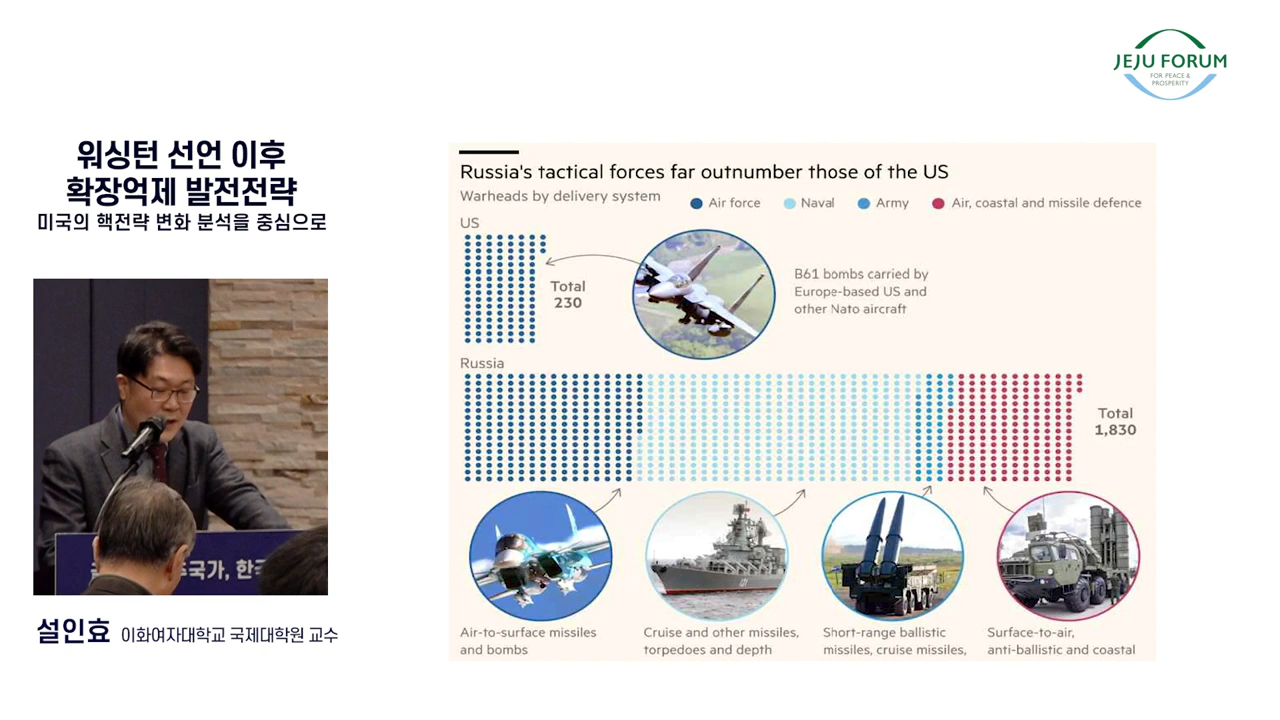 JEJU FORUM
FOR PEACE &
PROSPERITY
워싱턴 선언 이후
확장억제 발전전략
미국의 핵전략 변화 분석을 중심으로
국가, 한국
설인효 이화여자대학교 국제대학원 교수
Russia's tactical forces far outnumber those of the US
Warheads by delivery system
Air force
Naval
Army
Air, coastal and missile defence
US
Total
230
B61 bombs carried by
Europe-based US and
other Nato aircraft
Russia
Total
1,830
121
Air-to-surface missiles
and bombs
Cruise and other missiles,
torpedoes and depth
Short-range ballistic
missiles, cruise missiles,
Surface-to-air,
anti-ballistic and coastal